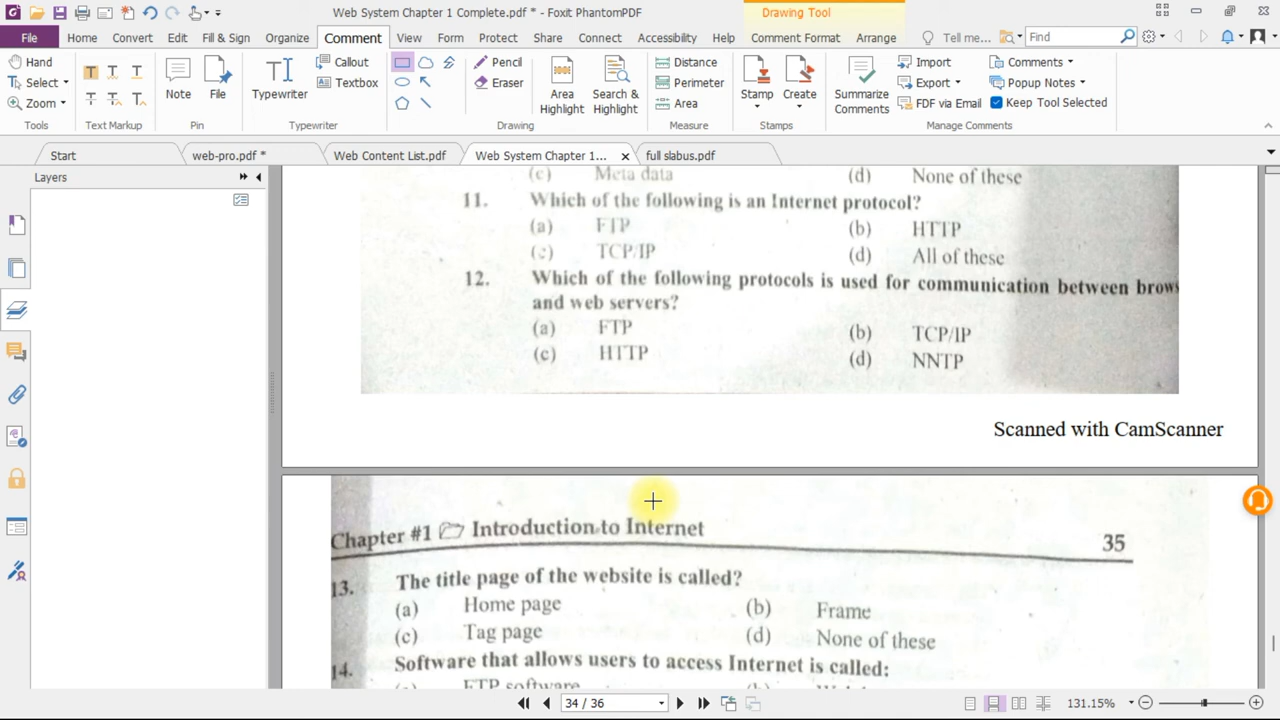 Web System Chapter 1 Complete.pdf * - Foxit PhantomPDF
Drawing Tool
File Home Convert Edit Fill & Sign Organize Comment View Form Protect Share Connect Accessibility Help Comment Format Arrange Tell me... Find
Hand
Select
Zoom
Tools
T T T
T T T
Text Markup
Note
File
Pin
Typewriter
Callout
Textbox
Typewriter
Pencil
Eraser
Area Highlight
Search & Highlight
Drawing
Distance
Perimeter
Area
Measure
Stamp
Create
Stamps
Summarize Comments
Import
Export
FDF via Email
Comments
Popup Notes
Keep Tool Selected
Manage Comments
Start web-pro.pdf * Web Content List.pdf Web System Chapter 1... x full slabus.pdf
Layers
(c) Meta data (d) None of these
11. Which of the following is an Internet protocol?
(a) FTP (b) HTTP
(c) TCP/IP (d) All of these
12. Which of the following protocols is used for communication between brows
and web servers?
(a) FTP (b) TCP/IP
(c) HTTP (d) NNTP
Scanned with CamScanner
Chapter #1 Introduction to Internet 35
13. The title page of the website is called?
(a) Home page (b) Frame
(c) Tag page (d) None of these
14. Software that allows users to access Internet is called:
FTP software
34 / 36
131.15%